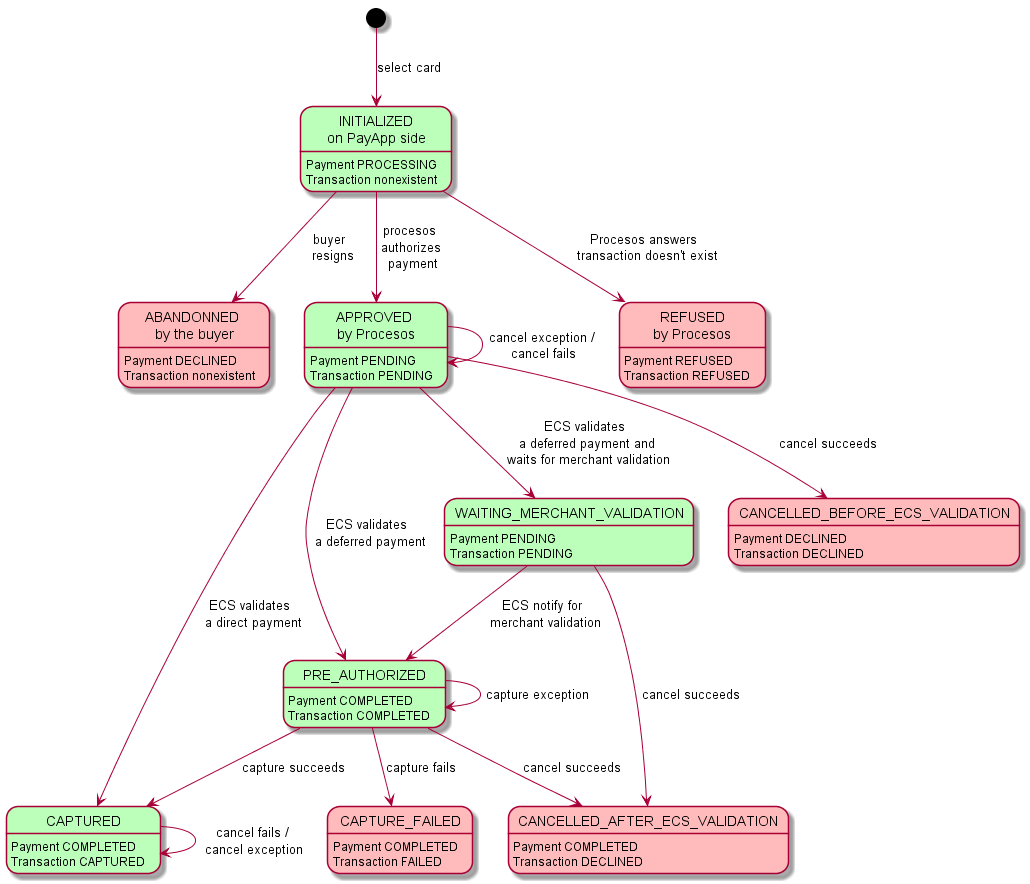 select card
INITIALIZED
on PayApp side
Payment PROCESSING
Transaction nonexistent
buyer
resigns
procesos
authorizes
payment
Procesos answers
transaction doesn't exist
ABANDONNED
by the buyer
Payment DECLINED
Transaction nonexistent
APPROVED
by Procesos
Payment PENDING
Transaction PENDING
cancel exception /
cancel fails
REFUSED
by Procesos
Payment REFUSED
Transaction REFUSED
ECS validates
a deferred payment and
waits for merchant validation
cancel succeeds
ECS validates
a deferred payment
WAITING_MERCHANT_VALIDATION
Payment PENDING
Transaction PENDING
CANCELLED_BEFORE_ECS_VALIDATION
Payment DECLINED
Transaction DECLINED
ECS validates
a direct payment
ECS notify for
merchant validation
PRE_AUTHORIZED
Payment COMPLETED
Transaction COMPLETED
capture exception
cancel succeeds
capture succeeds
capture fails
cancel succeeds
CAPTURED
Payment COMPLETED
Transaction CAPTURED
cancel fails /
cancel exception
CAPTURE_FAILED
Payment COMPLETED
Transaction FAILED
CANCELLED_AFTER_ECS_VALIDATION
Payment COMPLETED
Transaction DECLINED